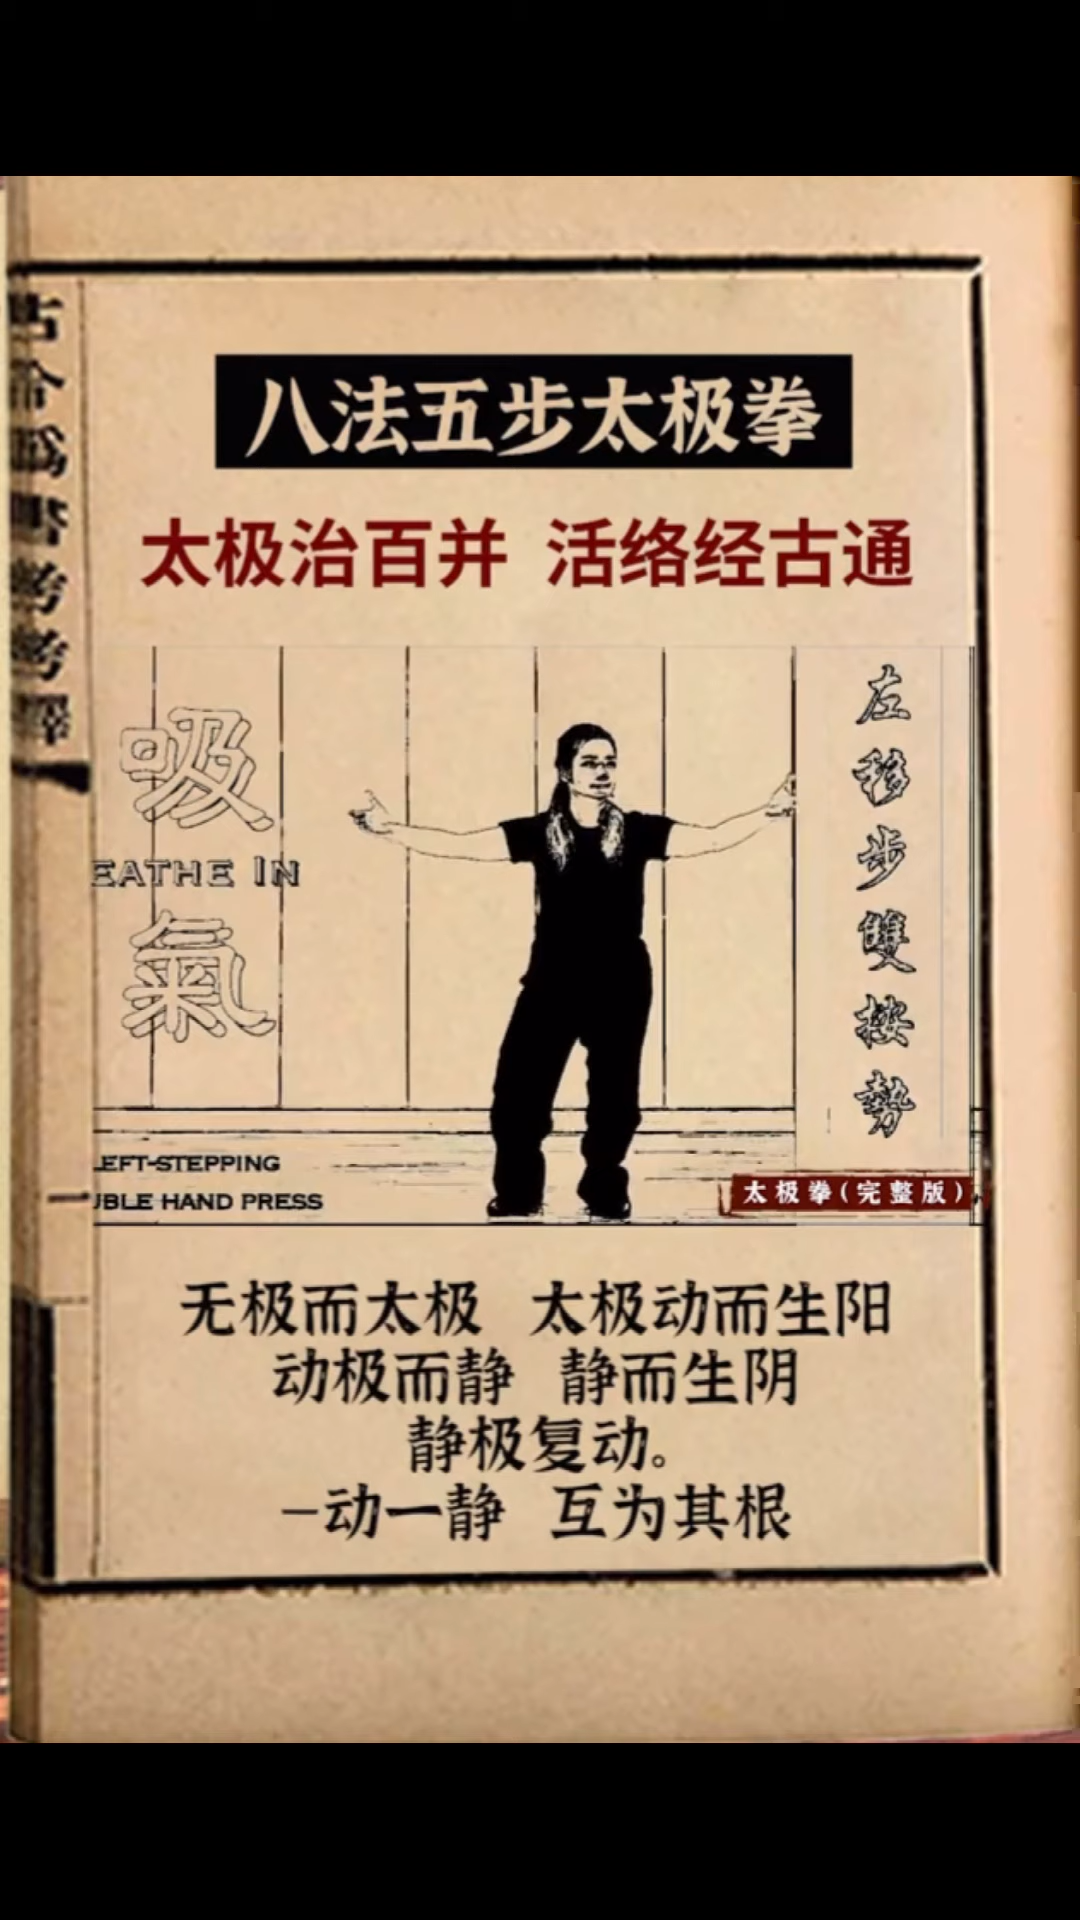 八法五步太极拳
太极治百并 活络经古通
吸
EATHE IN
氣
左移步雙按勢
LEFT-STEPPING
UBLE HAND PRESS
太极拳(完整版)
无极而太极 太极动而生阳
动极而静 静而生阴
静极复动。
一动一静 互为其根